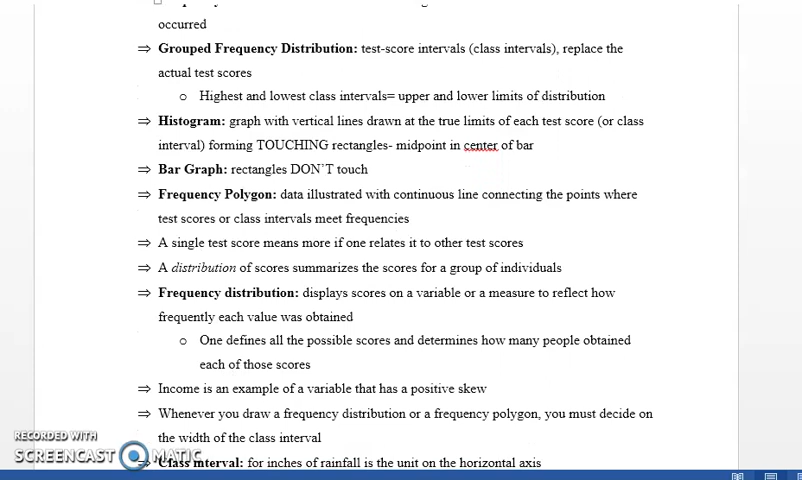 occurred
⇒ Grouped Frequency Distribution: test-score intervals (class intervals), replace the
actual test scores
o Highest and lowest class intervals= upper and lower limits of distribution
⇒ Histogram: graph with vertical lines drawn at the true limits of each test score (or class
interval) forming TOUCHING rectangles- midpoint in center of bar
⇒ Bar Graph: rectangles DON'T touch
⇒ Frequency Polygon: data illustrated with continuous line connecting the points where
test scores or class intervals meet frequencies
⇒ A single test score means more if one relates it to other test scores
⇒ A distribution of scores summarizes the scores for a group of individuals
⇒ Frequency distribution: displays scores on a variable or a measure to reflect how
frequently each value was obtained
o One defines all the possible scores and determines how many people obtained
each of those scores
⇒ Income is an example of a variable that has a positive skew
⇒ Whenever you draw a frequency distribution or a frequency polygon, you must decide on
the width of the class interval
⇒ Class interval: for inches of rainfall is the unit on the horizontal axis
RECORDED WITH
SCREENCAST MATIC